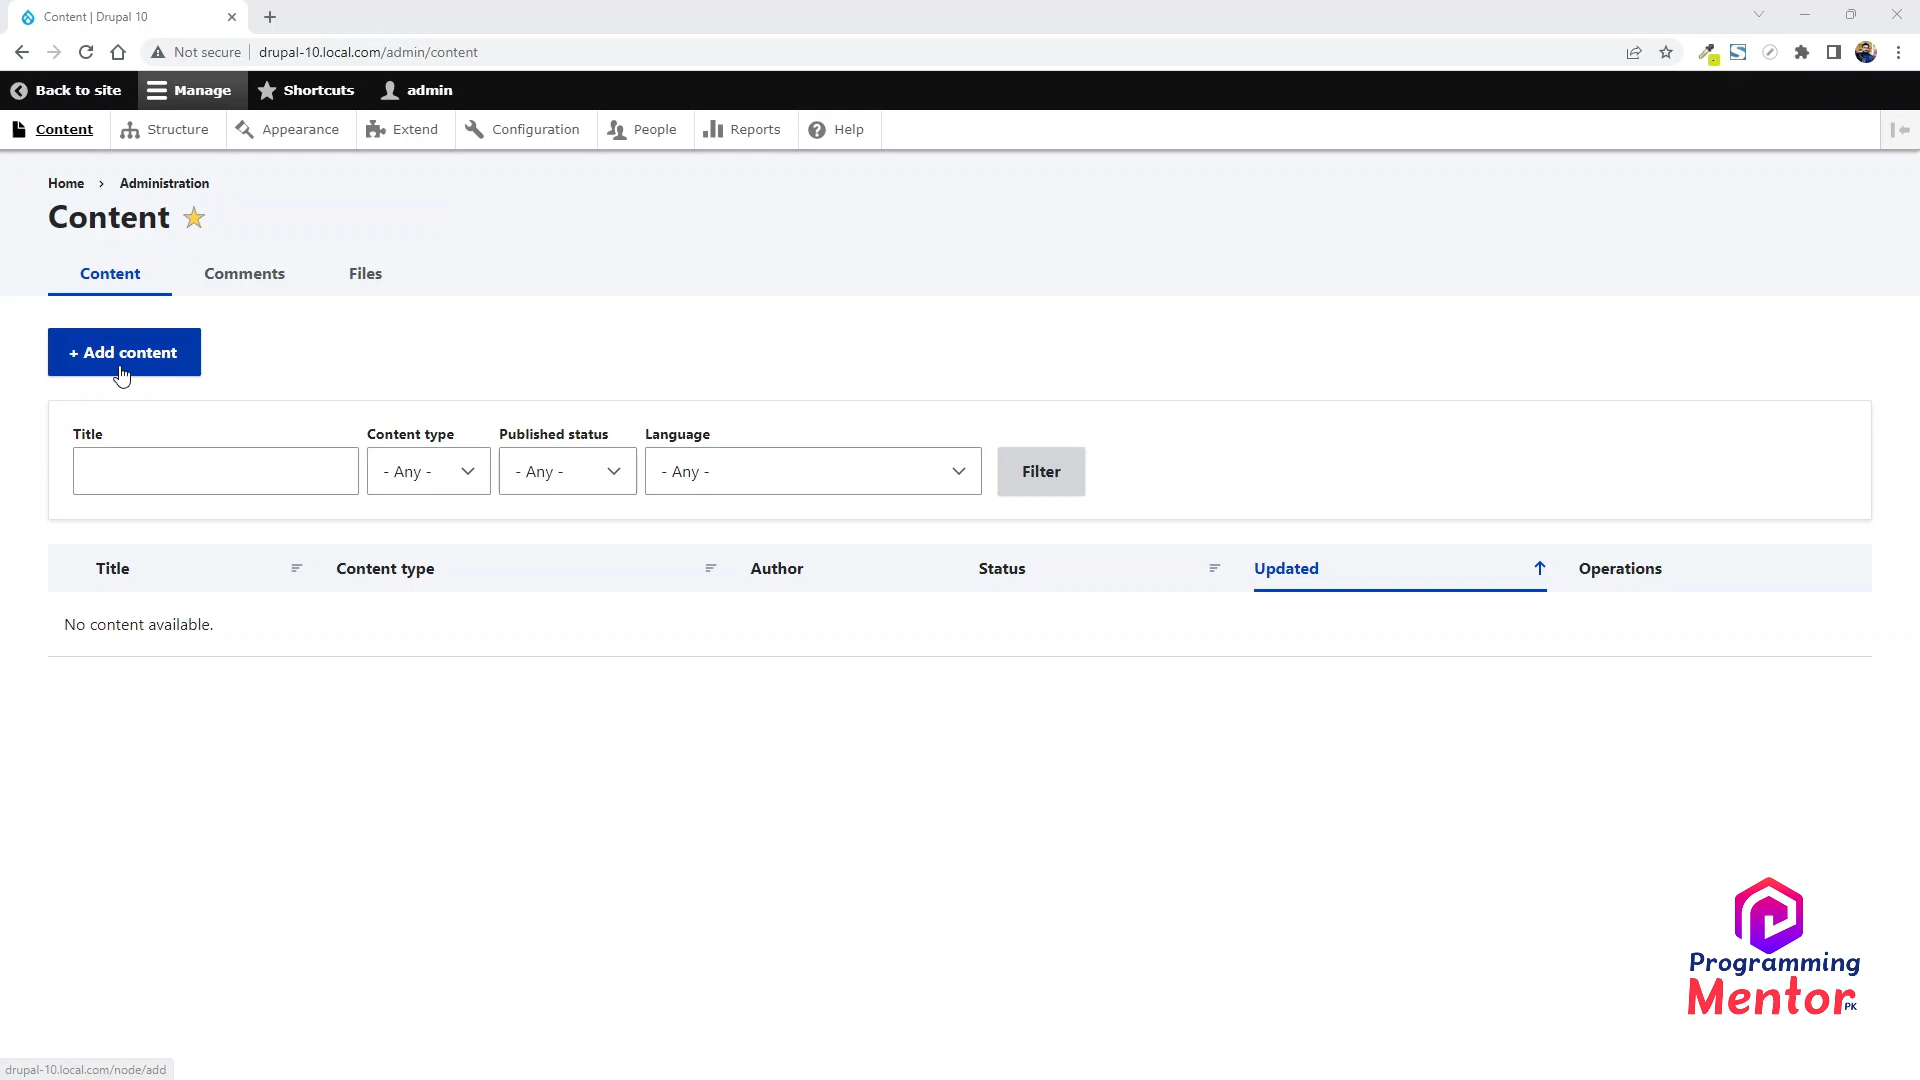 Content | Drupal 10
Not secure
drupal-10.local.com/admin/content
Back to site
Manage
Shortcuts
admin
Content
Structure
Appearance
Extend
Configuration
People
Reports
Help
Home › Administration
Content
Content
Comments
Files
+ Add content
Title
Content type
Published status
Language
- Any -
- Any -
- Any -
Filter
Title
Content type
Author
Status
Updated
Operations
No content available.
Programming
Mentor PK
drupal-10.local.com/node/add